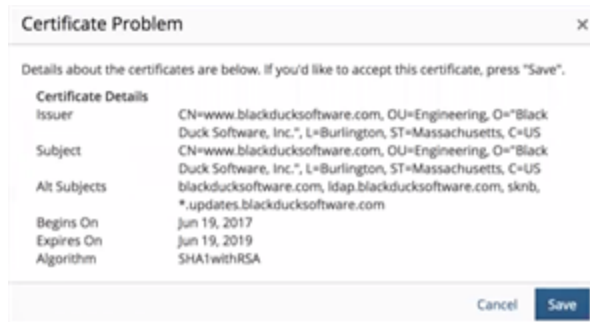 Certificate Problem ×
Details about the certificates are below. If you'd like to accept this certificate, press "Save".
Certificate Details
Issuer CN=www.blackducksoftware.com, OU=Engineering, O="Black
Duck Software, Inc.", L=Burlington, ST=Massachusetts, C=US
Subject CN=www.blackducksoftware.com, OU=Engineering, O="Black
Duck Software, Inc.", L=Burlington, ST=Massachusetts, C=US
Alt Subjects blackducksoftware.com, ldap.blackducksoftware.com, sknb,
*.updates.blackducksoftware.com
Begins On Jun 19, 2017
Expires On Jun 19, 2019
Algorithm SHA1withRSA
Cancel Save